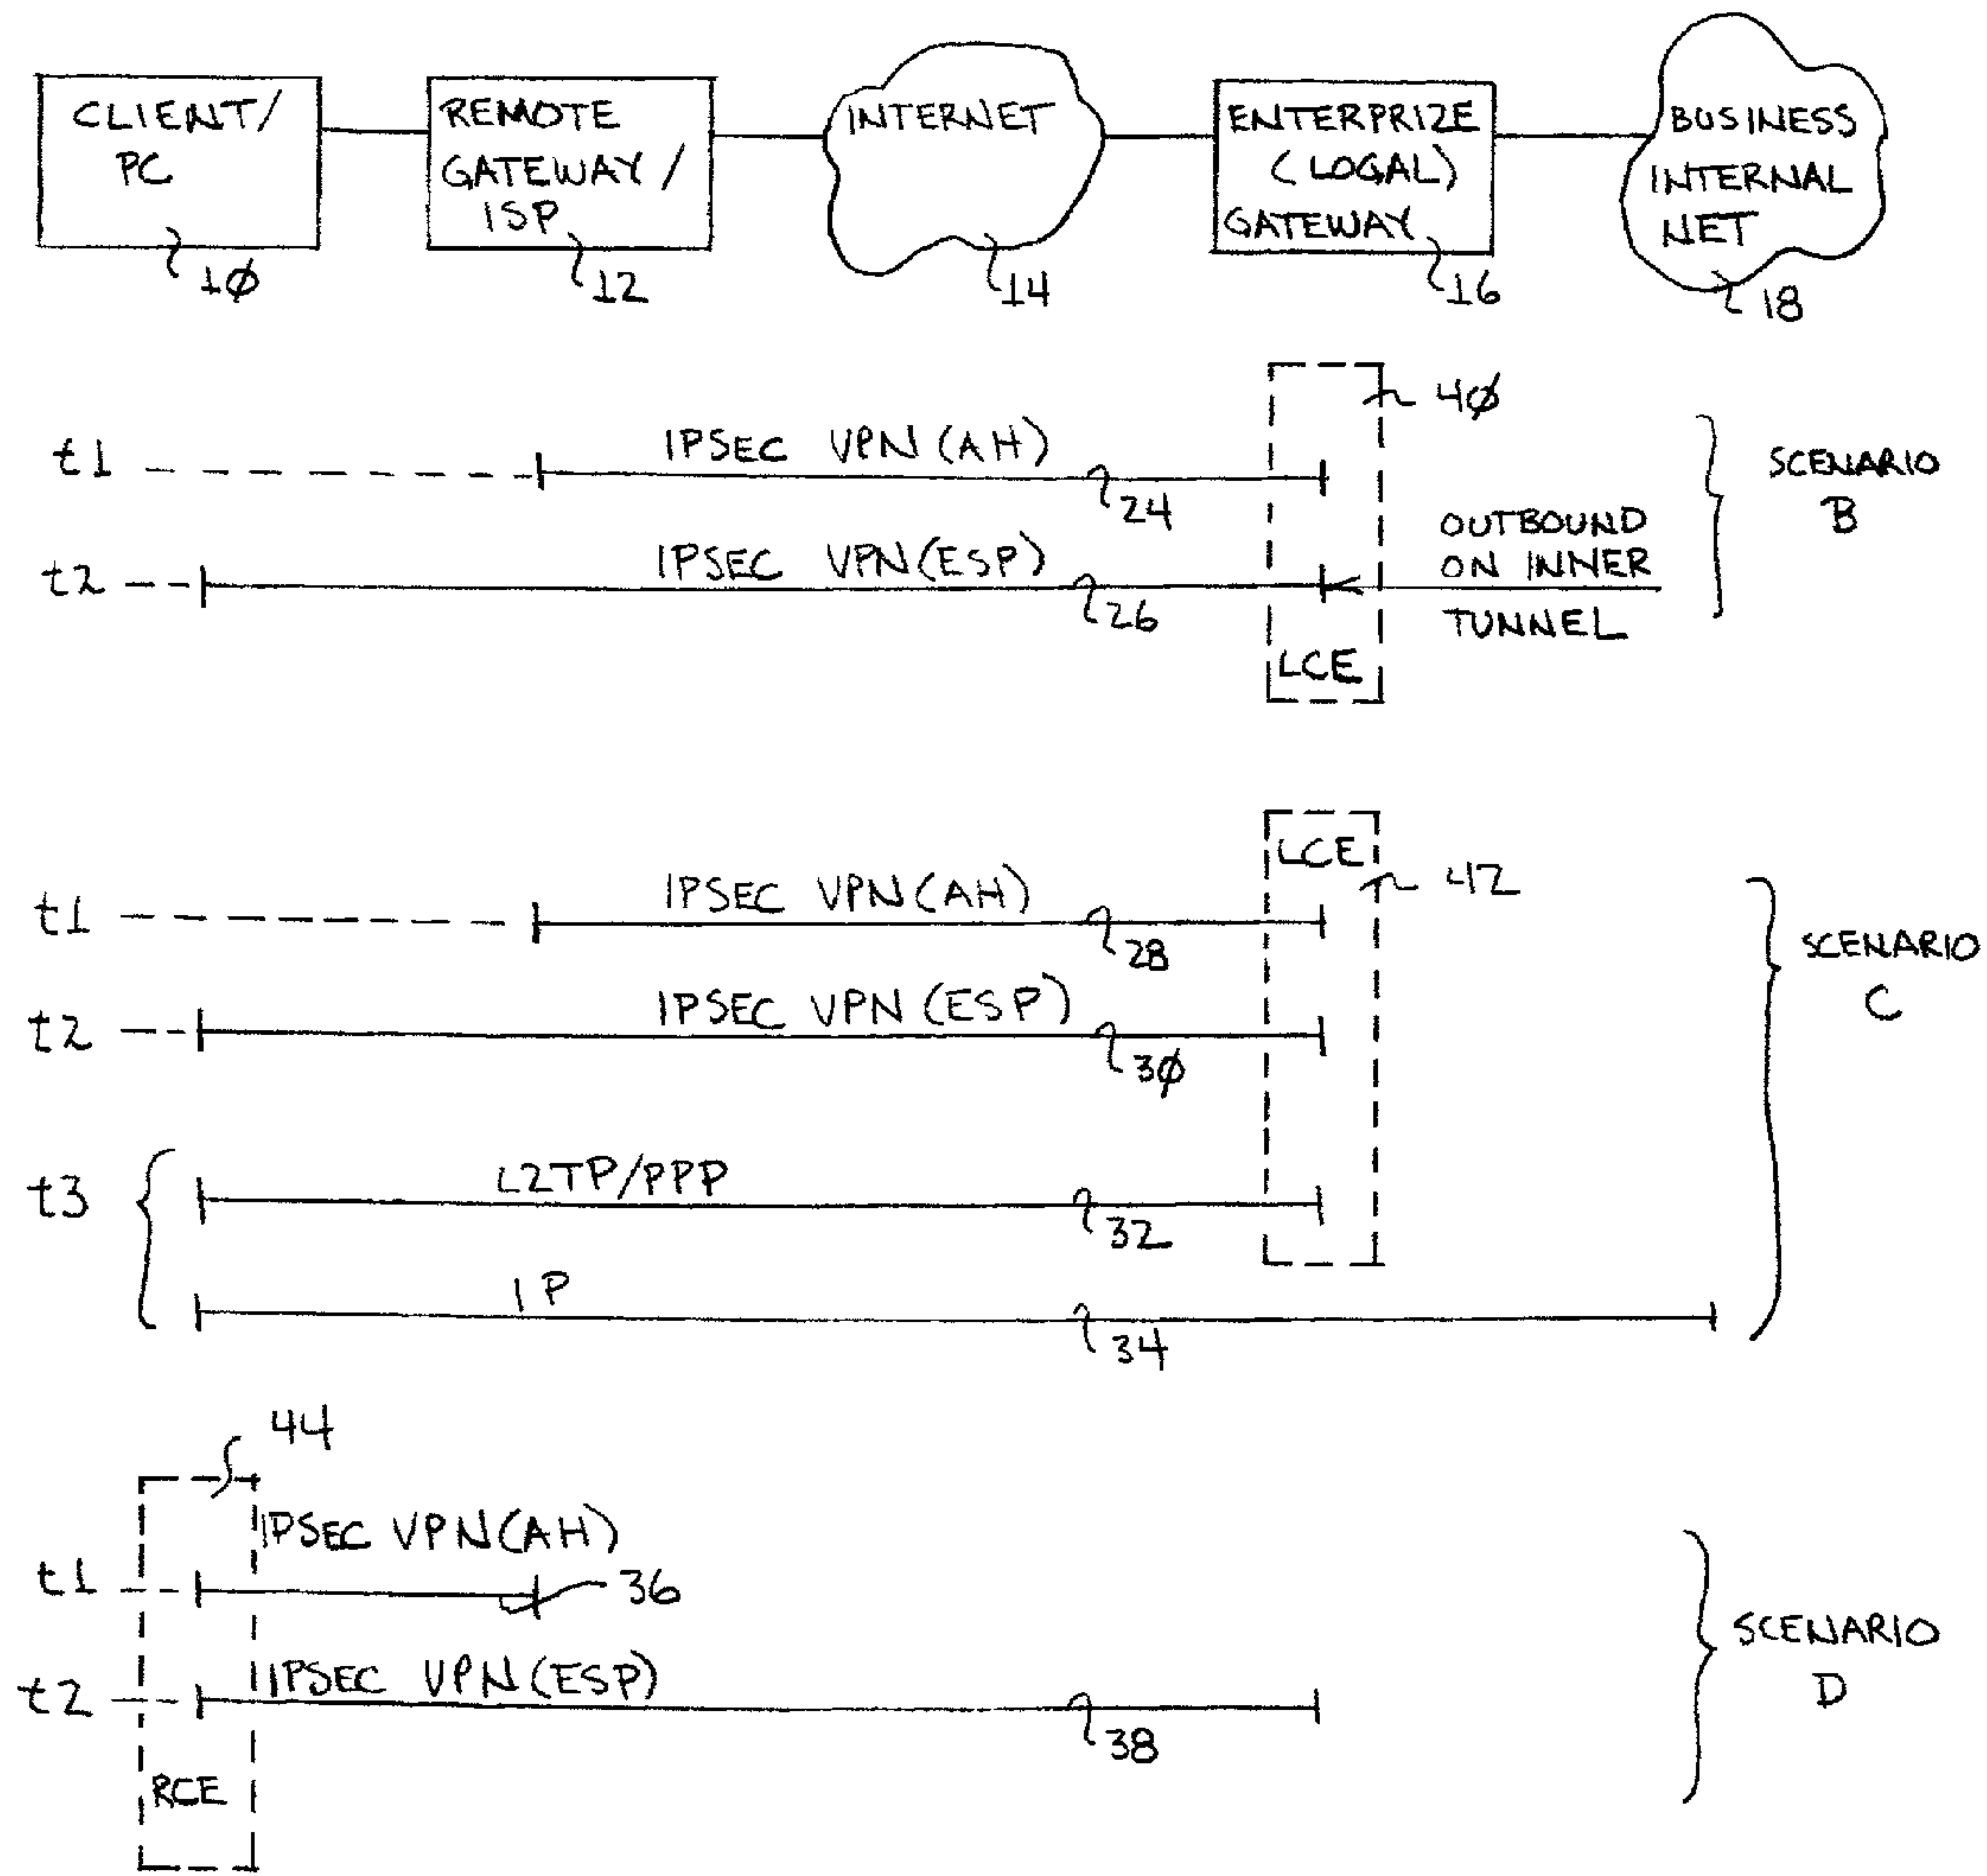 CLIENT/
PC
10
REMOTE
GATEWAY/
ISP
12
INTERNET
14
ENTERPRIZE
(LOGAL)
GATEWAY
16
BUSINESS
INTERNAL
NET
18
40
t1
IPSEC VPN (AH)
24
t2
IPSEC VPN (ESP)
26
OUTBOUND
ON INNER
TUNNEL
LCE
SCENARIO
B
LCE
42
t1
IPSEC VPN (AH)
28
t2
IPSEC VPN (ESP)
30
t3
L2TP/PPP
32
IP
34
SCENARIO
C
44
IPSEC VPN (AH)
t1
36
t2
IPSEC VPN (ESP)
38
RCE
SCENARIO
D